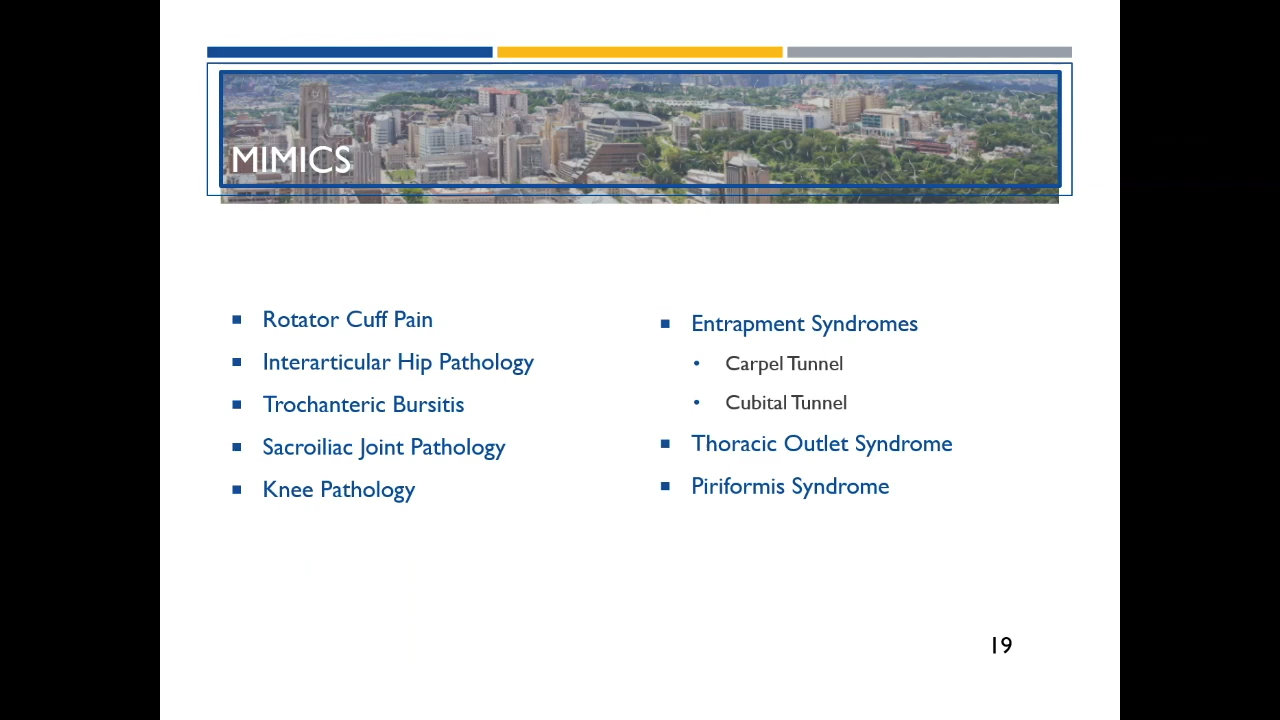 MIMICS
Rotator Cuff Pain
Interarticular Hip Pathology
Trochanteric Bursitis
Sacroiliac Joint Pathology
Knee Pathology
Entrapment Syndromes
Carpel Tunnel
Cubital Tunnel
Thoracic Outlet Syndrome
Piriformis Syndrome
19